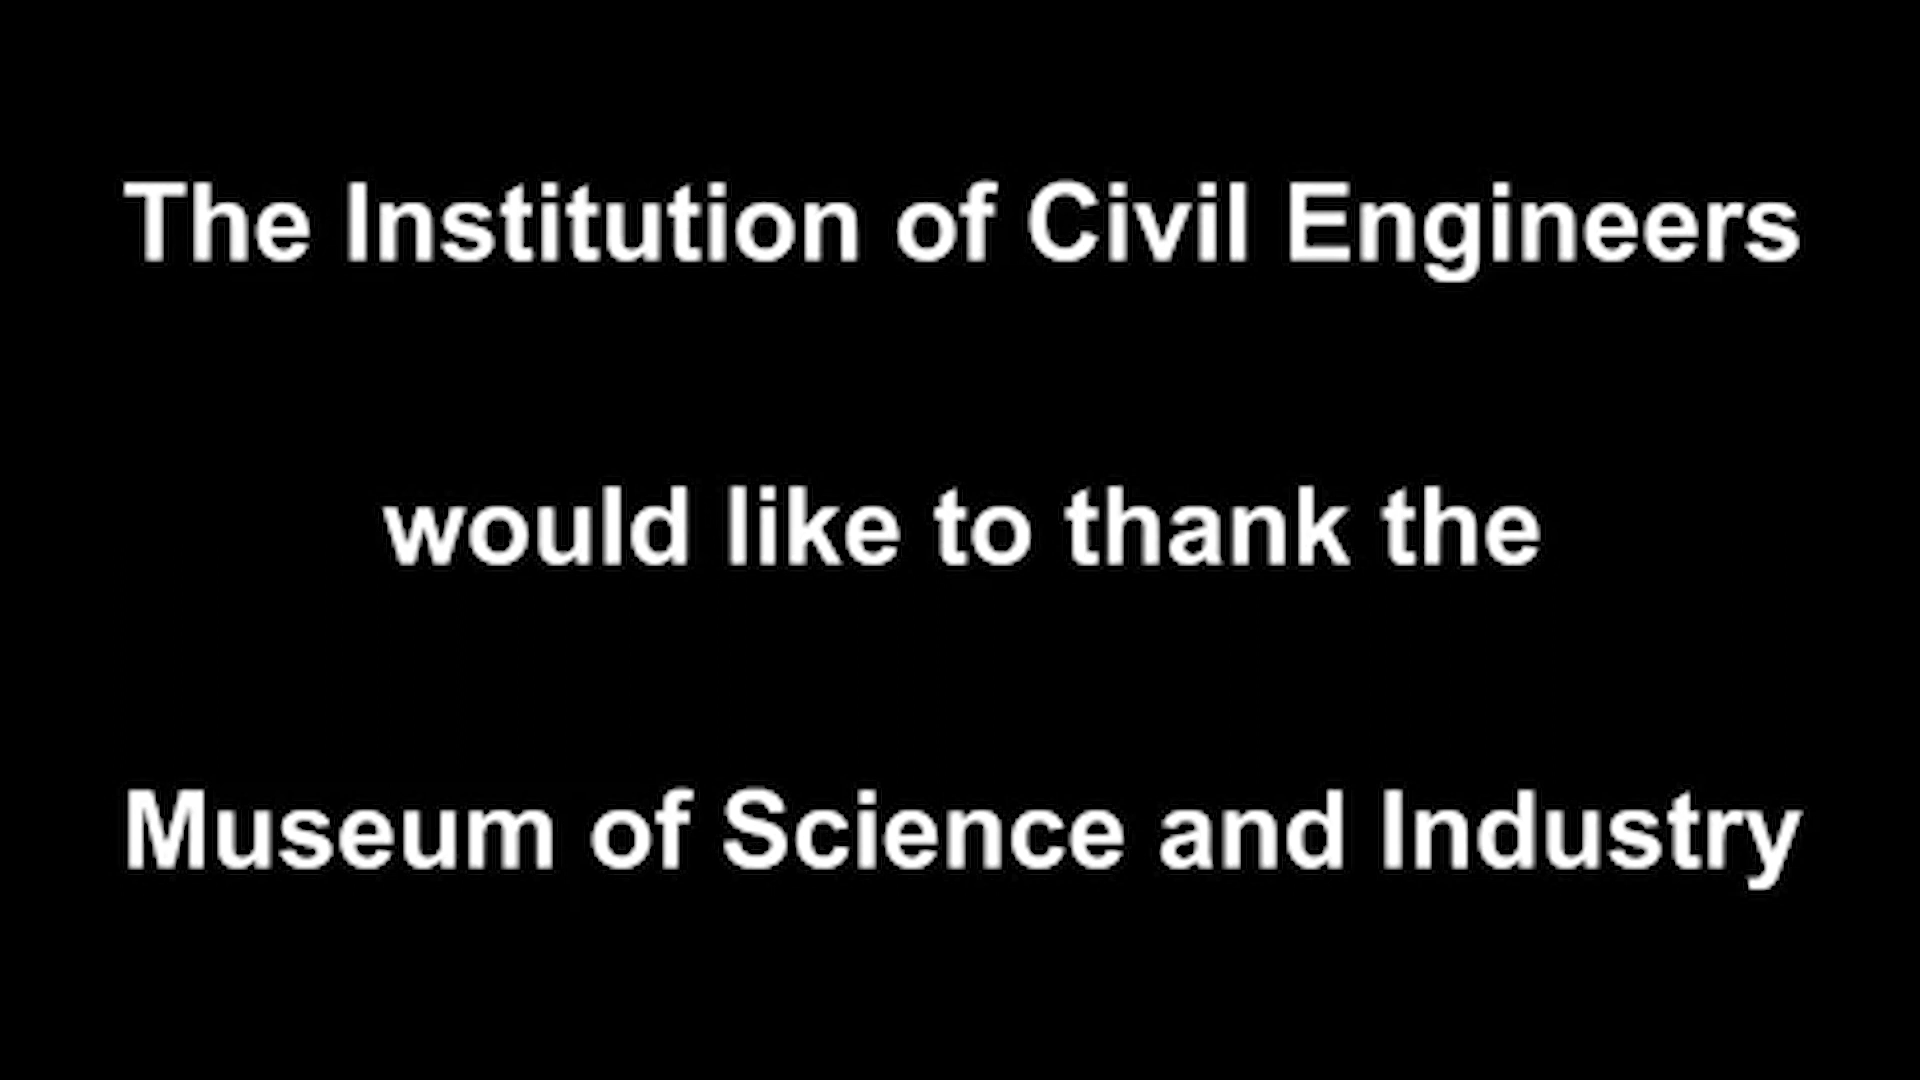 The Institution of Civil Engineers
would like to thank the
Museum of Science and Industry